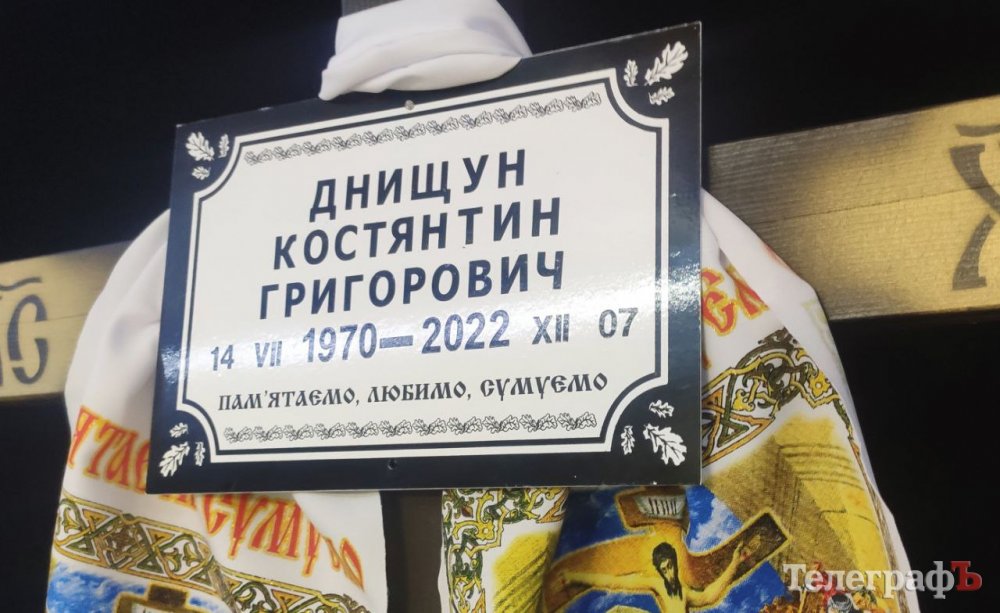 ДНИЩУН
КОСТЯНТИН
ГРИГОРОВИЧ
14 VII 1970—2022 XII 07
ПАМ'ЯТАЄМО, ЛЮБИМО, СУМУЄМО
ТелеграфЪ